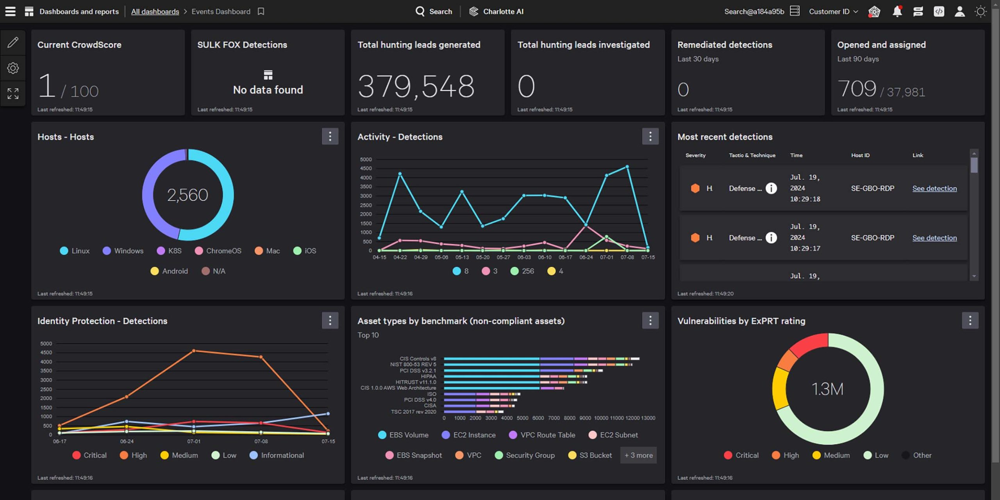 Dashboards and reports
All dashboards > Events Dashboard
Search
Charlotte AI
Search@a184a95b
Customer ID
Current CrowdScore
1 / 100
Last refreshed: 11:49:15
SULK FOX Detections
No data found
Last refreshed: 11:49:15
Total hunting leads generated
379,548
Last refreshed: 11:49:15
Total hunting leads investigated
0
Last refreshed: 11:49:15
Remediated detections
Last 30 days
0
Last refreshed: 11:49:15
Opened and assigned
Last 90 days
709 / 37,981
Last refreshed: 11:49:15
Hosts - Hosts
2,560
Linux Windows K8S ChromeOS Mac iOS
Android N/A
Last refreshed: 11:49:15
Activity - Detections
5000
4500
4000
3500
3000
2500
2000
1500
1000
500
0
04-15 04-22 04-29 05-06 05-13 05-20 05-27 06-03 06-10 06-17 06-24 07-01 07-08 07-15
8 3 256 4
Last refreshed: 11:49:16
Most recent detections
Severity Tactic & Technique Time Host ID Link
H Defense ... Jul. 19, 2024 10:29:18 SE-GBO-RDP See detection
H Defense ... Jul. 19, 2024 10:29:17 SE-GBO-RDP See detection
Jul. 19,
Last refreshed: 11:49:20
Identity Protection - Detections
5000
4500
4000
3500
3000
2500
2000
1500
1000
500
0
06-17 06-24 07-01 07-08 07-15
Critical High Medium Low Informational
Last refreshed: 11:49:16
Asset types by benchmark (non-compliant assets)
Top 10
CIS Controls v8
NIST 800-53 REV 5
PCI DSS v3.2.1
HIPAA
HITRUST v11.1.0
CIS 1.0.0 AWS Web Architecture
ISO
PCI DSS v4.0
CISA
TSC 2017 rev 2020
0 1000 2000 3000 4000 5000 6000 7000 8000 9000 10000 11000 12000 13000
EBS Volume EC2 Instance VPC Route Table EC2 Subnet
EBS Snapshot VPC Security Group S3 Bucket + 3 more
Last refreshed: 11:49:16
Vulnerabilities by ExPRT rating
1.3M
Critical High Medium Low Other
Last refreshed: 11:49:16